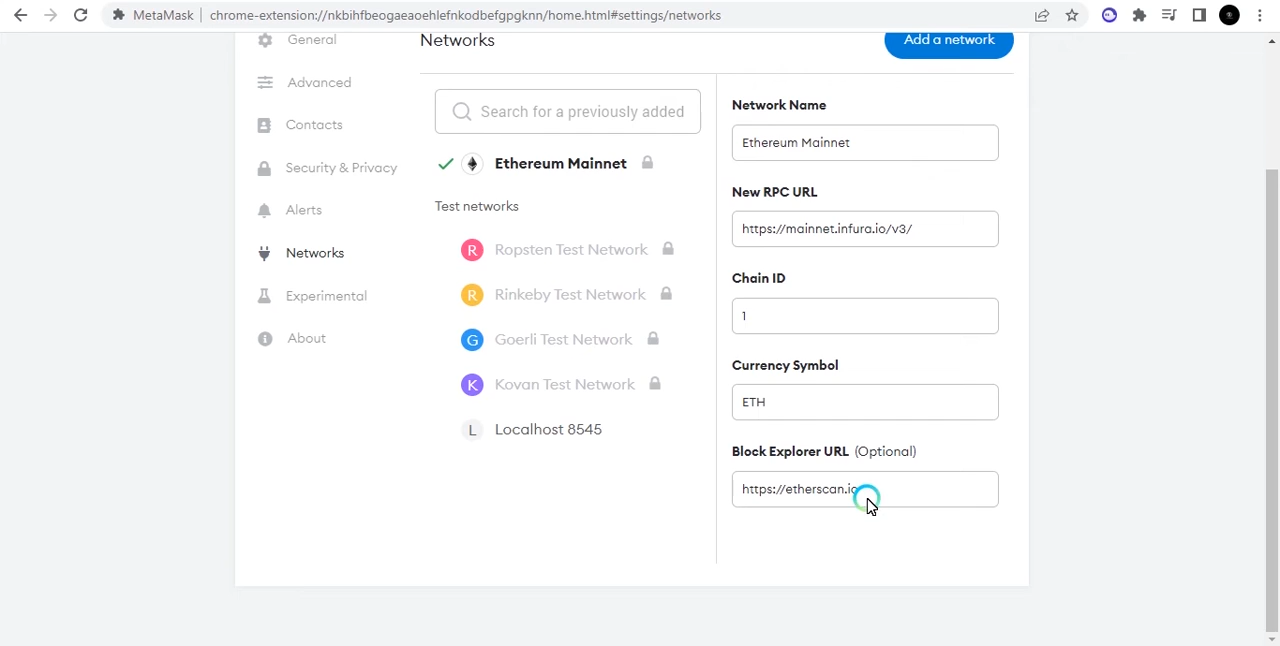 MetaMask
chrome-extension://nkbihfbeogaeaoehlefnkodbefgpgknn/home.html#settings/networks
General
Advanced
Contacts
Security & Privacy
Alerts
Networks
Experimental
About
Networks
Add a network
Search for a previously added
Ethereum Mainnet
Test networks
R Ropsten Test Network
R Rinkeby Test Network
G Goerli Test Network
K Kovan Test Network
L Localhost 8545
Network Name
Ethereum Mainnet
New RPC URL
https://mainnet.infura.io/v3/
Chain ID
1
Currency Symbol
ETH
Block Explorer URL (Optional)
https://etherscan.io